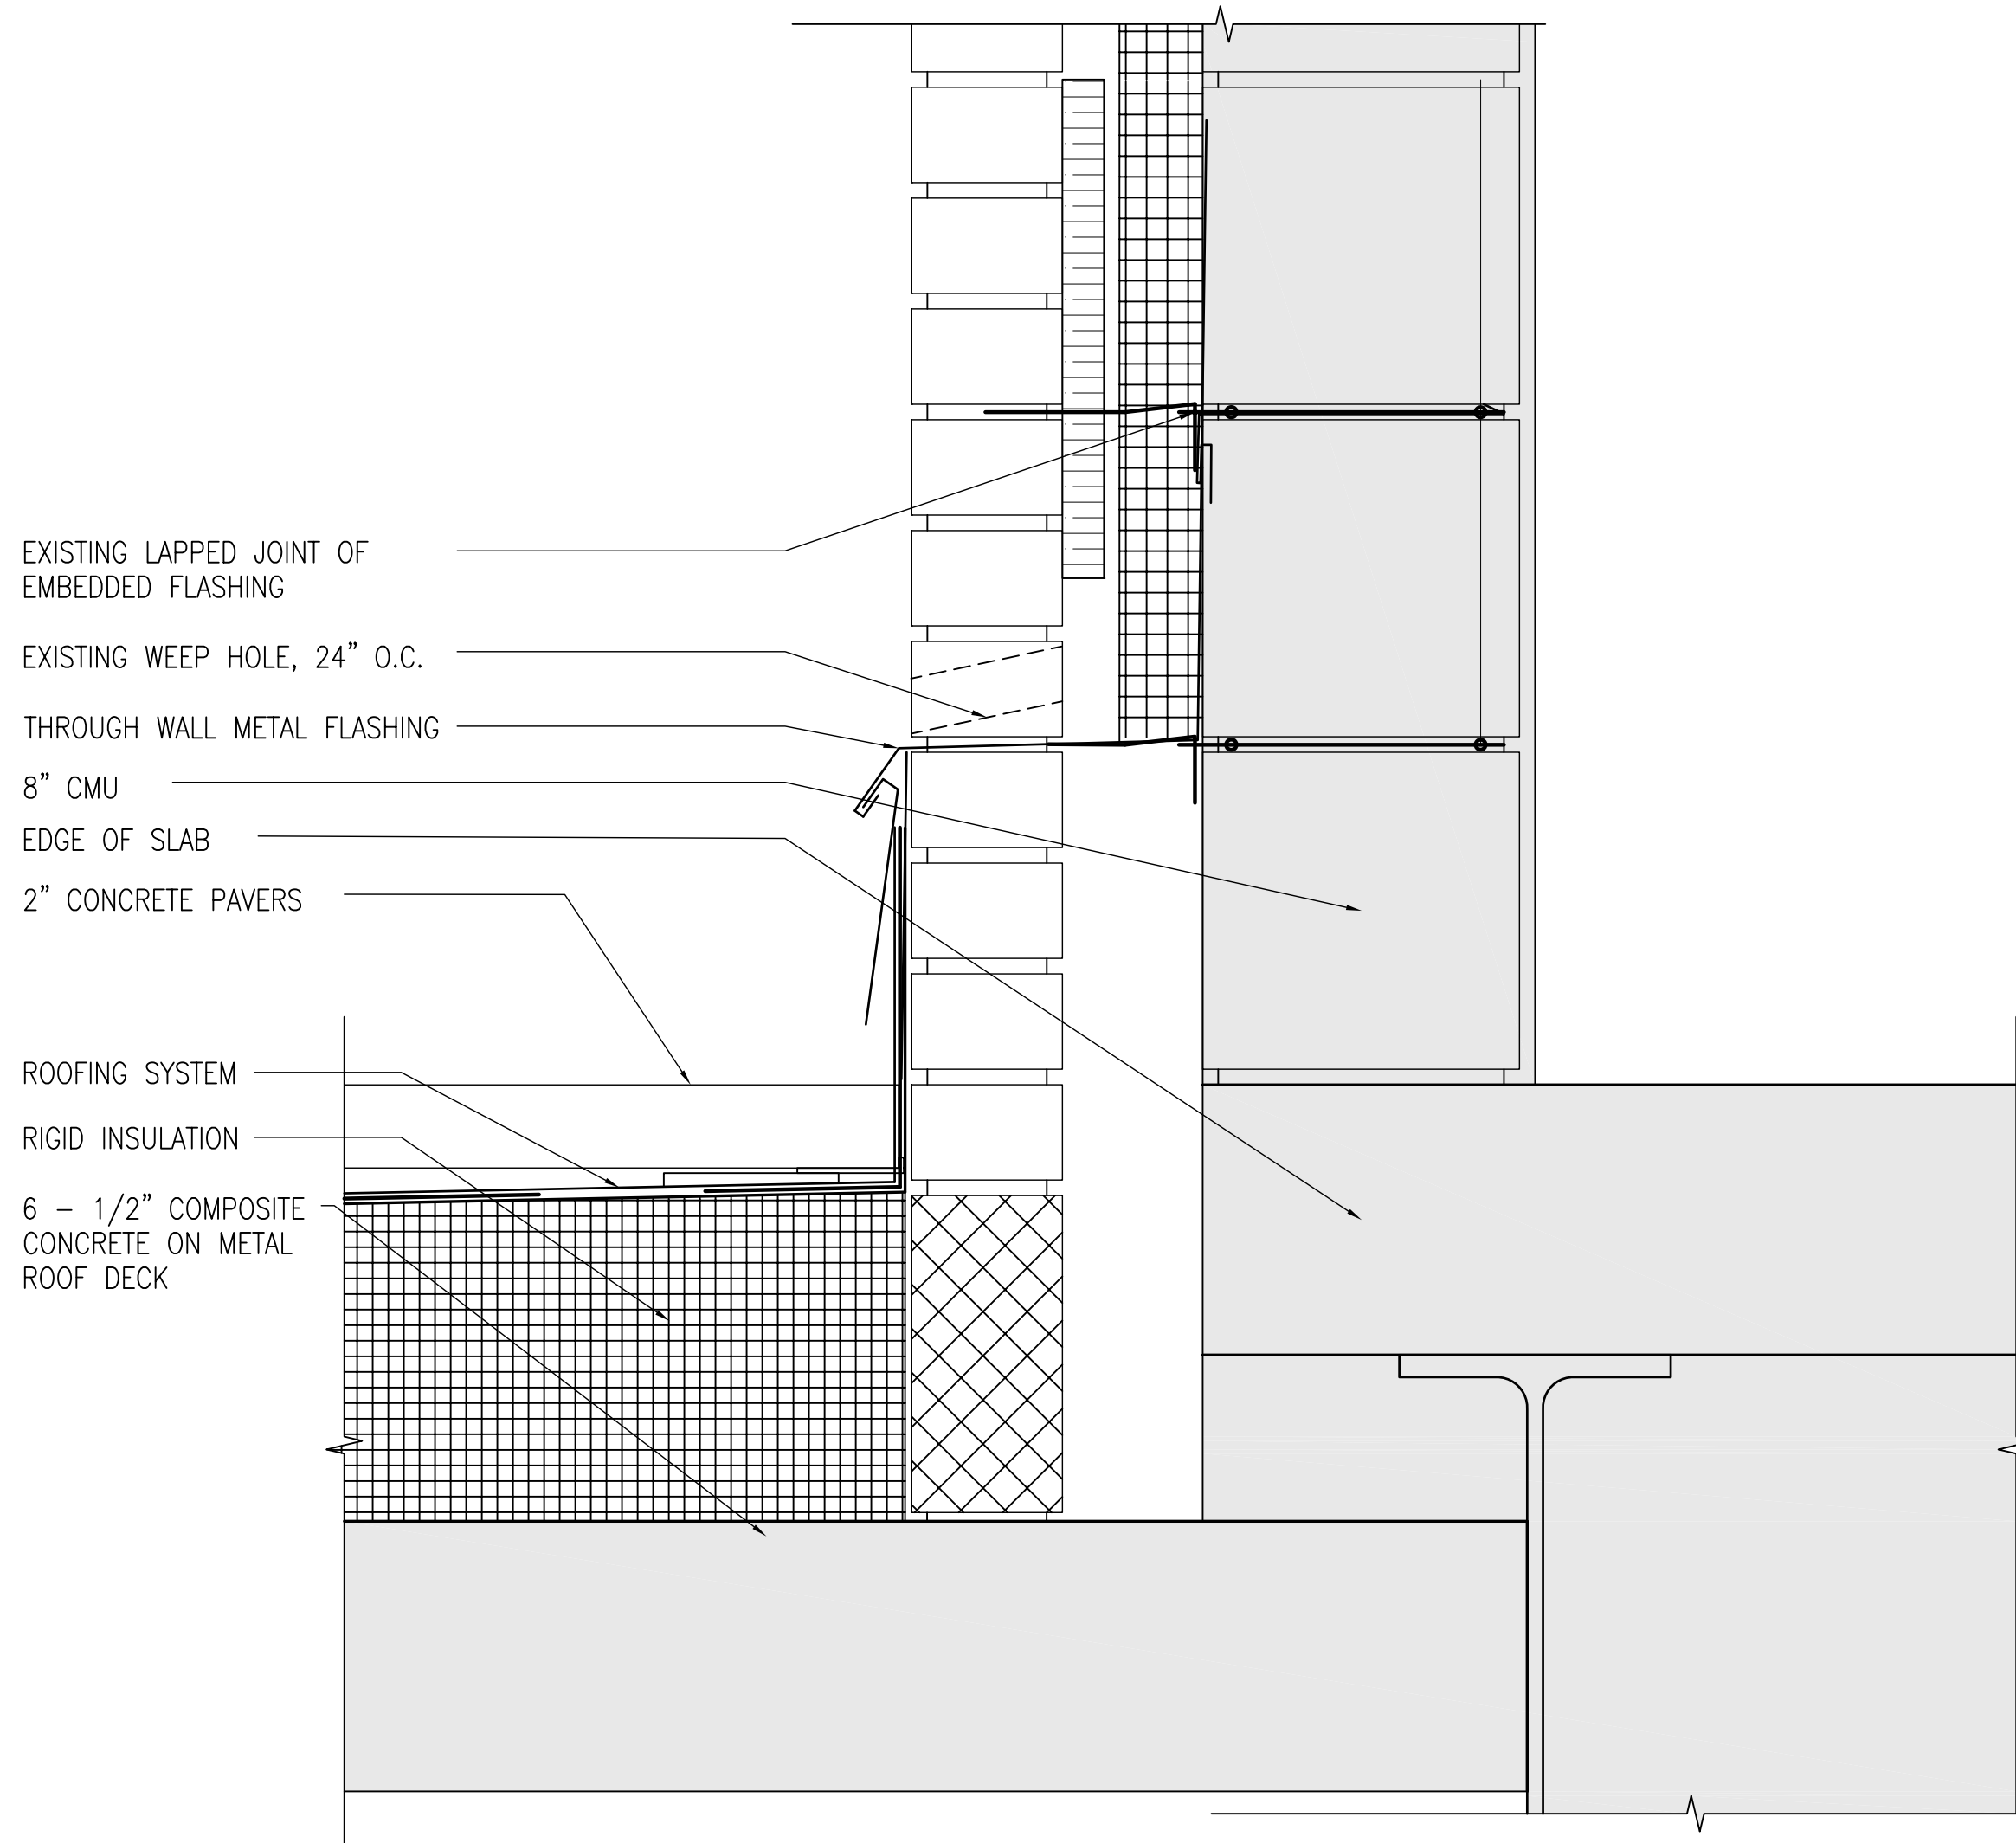 EXISTING LAPPED JOINT OF
EMBEDDED FLASHING
EXISTING WEEP HOLE, 24" O.C.
THROUGH WALL METAL FLASHING
8" CMU
EDGE OF SLAB
2" CONCRETE PAVERS
ROOFING SYSTEM
RIGID INSULATION
6 - 1/2" COMPOSITE
CONCRETE ON METAL
ROOF DECK